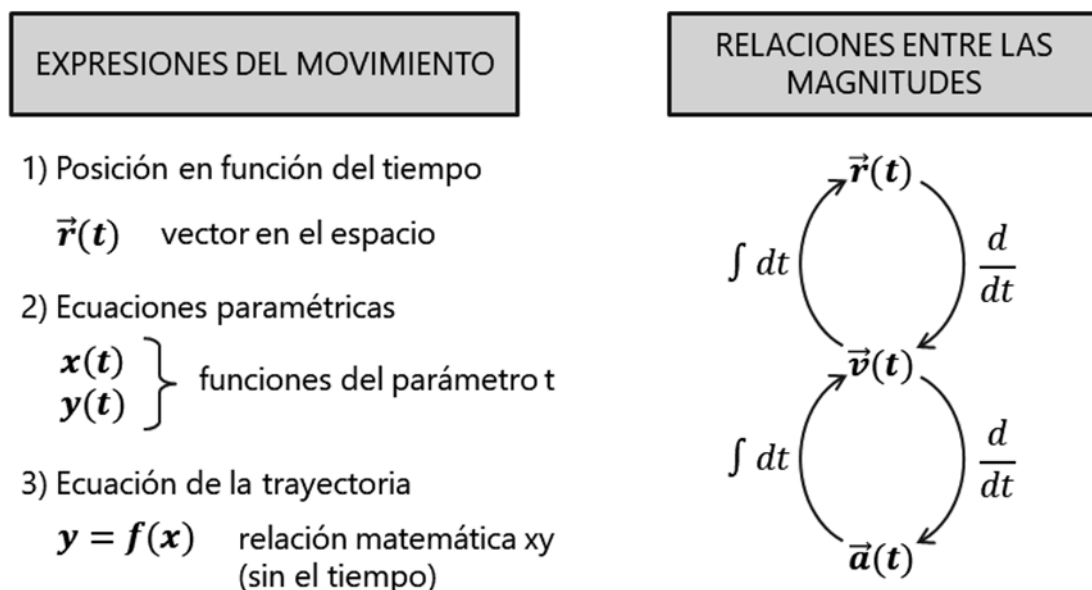 EXPRESIONES DEL MOVIMIENTO
1) Posición en función del tiempo
r⃗(t) vector en el espacio
2) Ecuaciones paramétricas
x(t)
y(t)
} funciones del parámetro t
3) Ecuación de la trayectoria
y = f(x) relación matemática xy
(sin el tiempo)
RELACIONES ENTRE LAS
MAGNITUDES
r⃗(t)
∫ dt
d
dt
v⃗(t)
∫ dt
d
dt
a⃗(t)